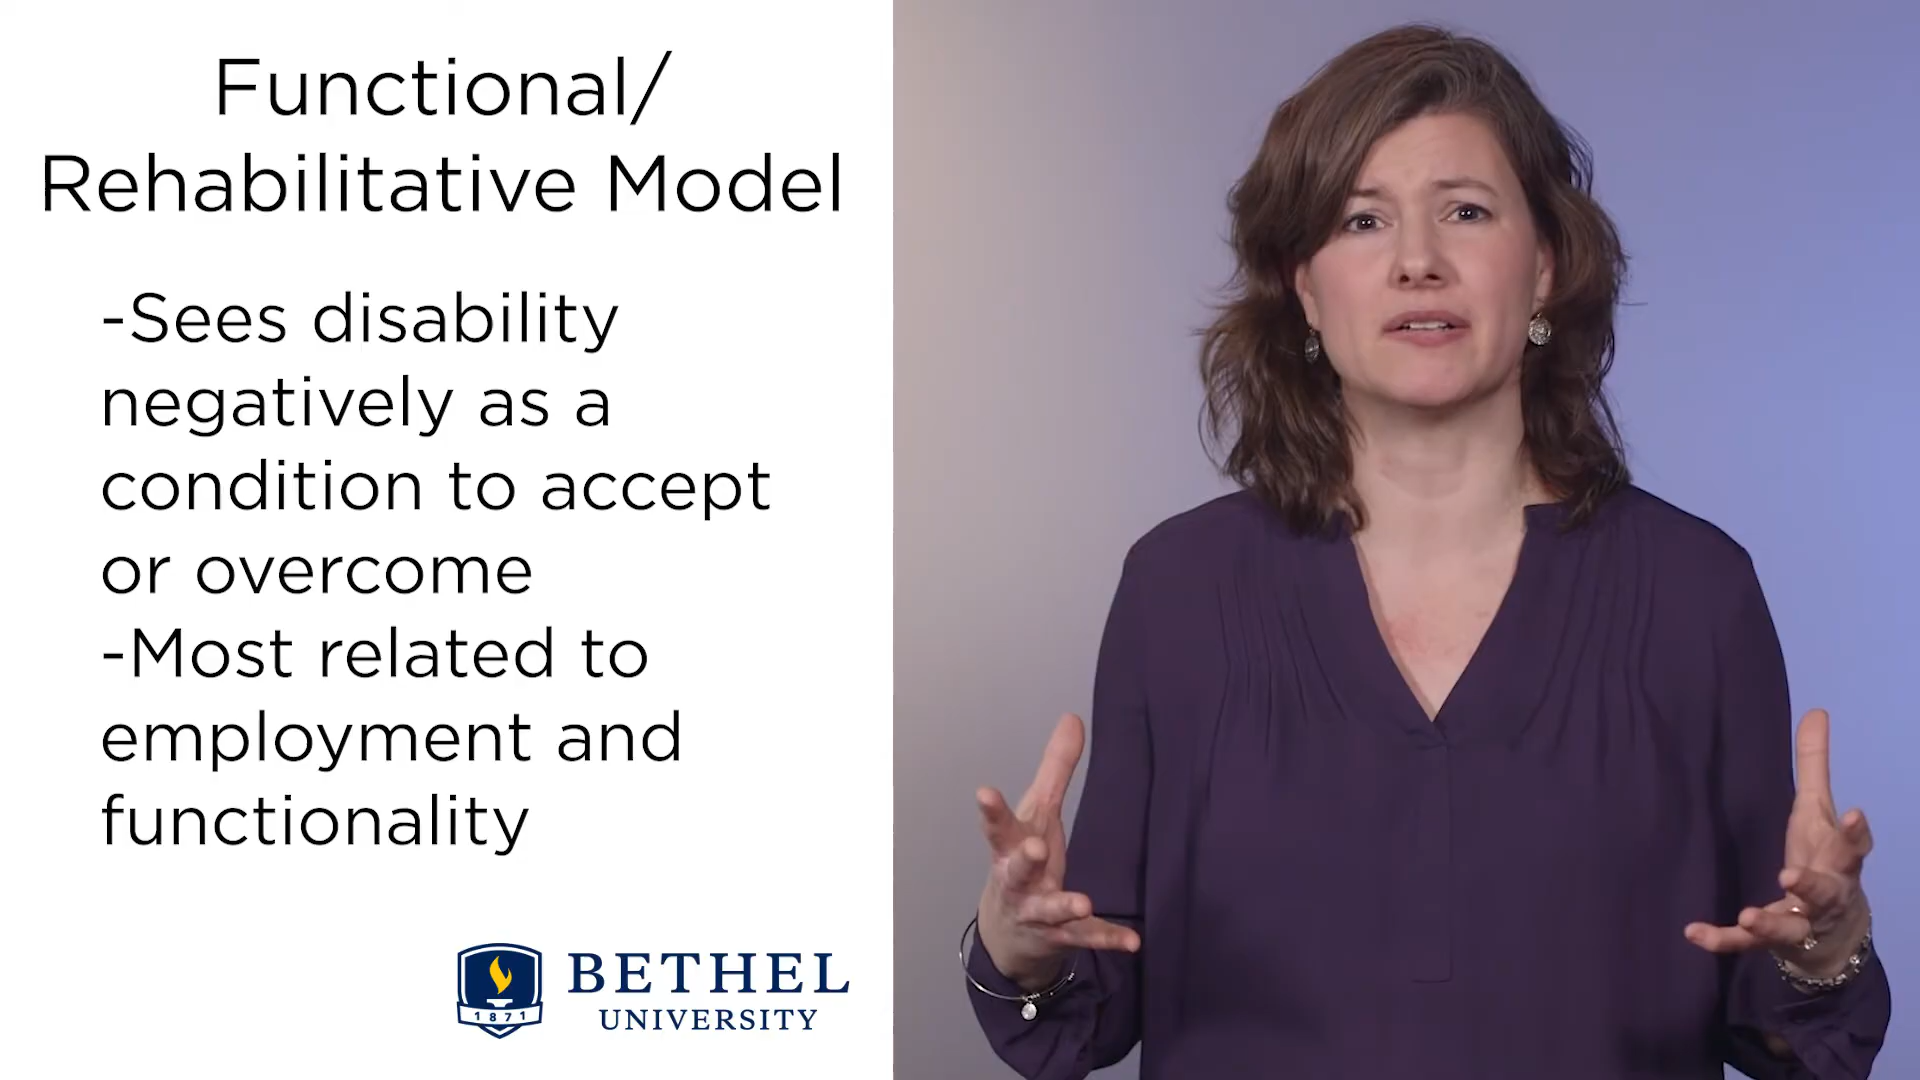 Functional/
Rehabilitative Model
-Sees disability
negatively as a
condition to accept
or overcome
-Most related to
employment and
functionality
BETHEL
UNIVERSITY
1871